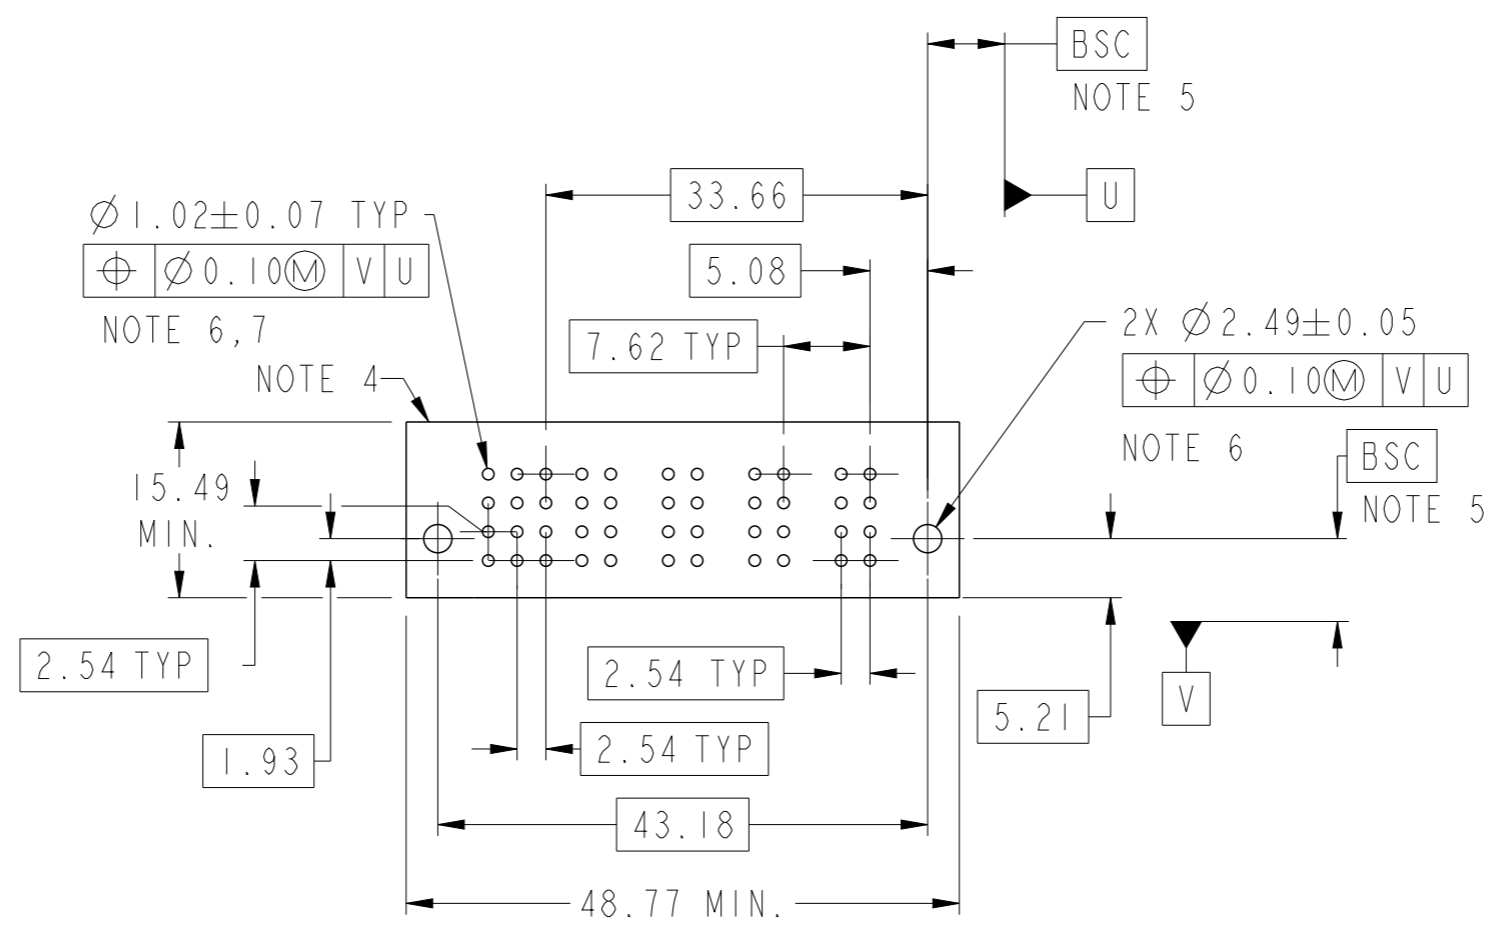 BSC
NOTE 5
33.66
U
Ø1.02±0.07 TYP
⌖ Ø0.10Ⓜ V U
NOTE 6,7
5.08
7.62 TYP
2X Ø2.49±0.05
⌖ Ø0.10Ⓜ V U
NOTE 6
NOTE 4
BSC
NOTE 5
15.49
MIN.
2.54 TYP
2.54 TYP
5.21
V
1.93
2.54 TYP
43.18
48.77 MIN.